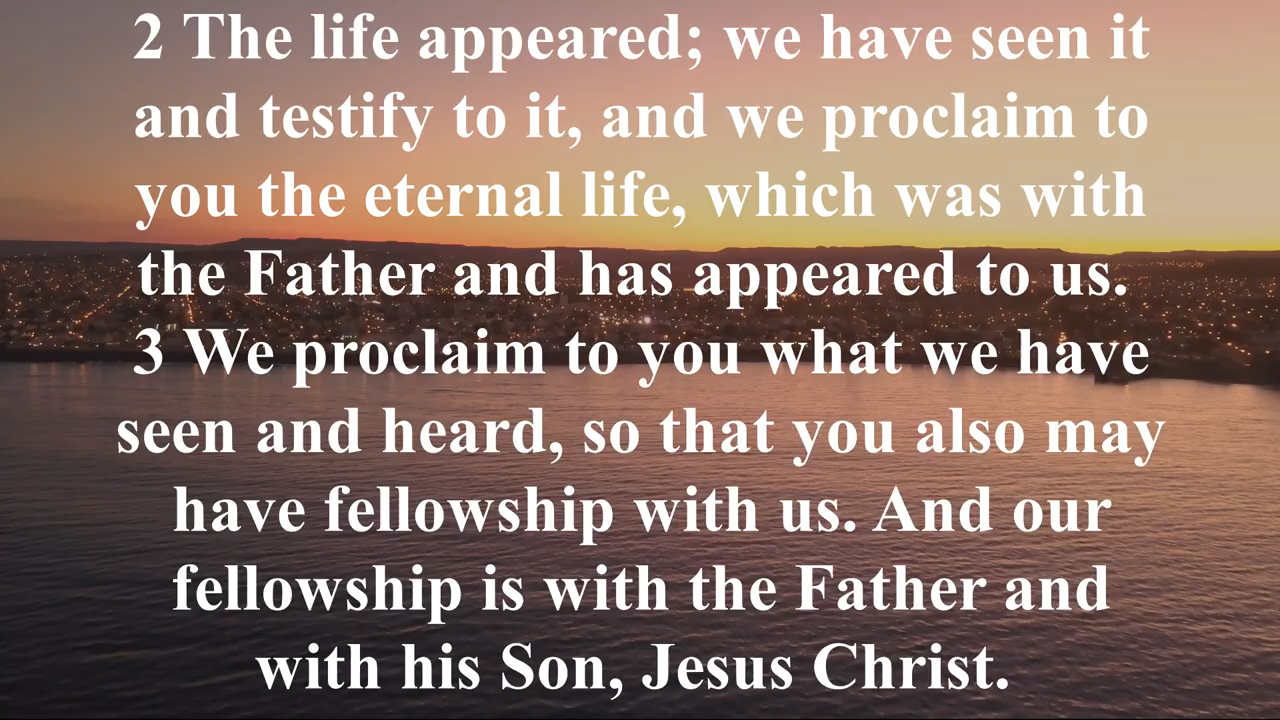 2 The life appeared; we have seen it
and testify to it, and we proclaim to
you the eternal life, which was with
the Father and has appeared to us.
3 We proclaim to you what we have
seen and heard, so that you also may
have fellowship with us. And our
fellowship is with the Father and
with his Son, Jesus Christ.